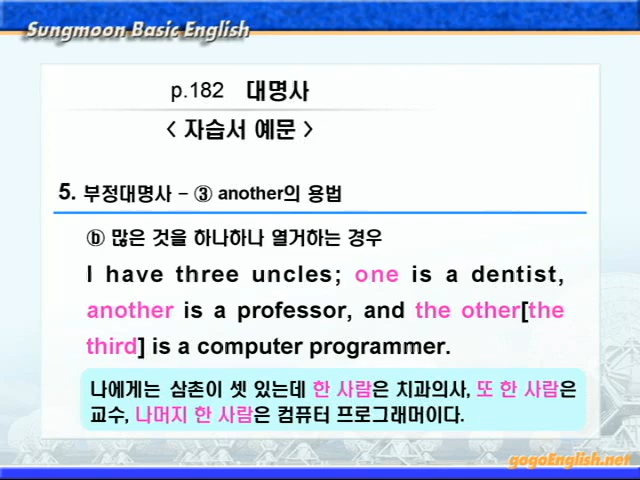 Sungmoon Basic English
p.182 대명사
< 자습서 예문 >
5. 부정대명사 – ③ another의 용법
ⓑ 많은 것을 하나하나 열거하는 경우
I have three uncles; one is a dentist,
another is a professor, and the other[the
third] is a computer programmer.
나에게는 삼촌이 셋 있는데 한 사람은 치과의사, 또 한 사람은
교수, 나머지 한 사람은 컴퓨터 프로그래머이다.
gogoEnglish.net